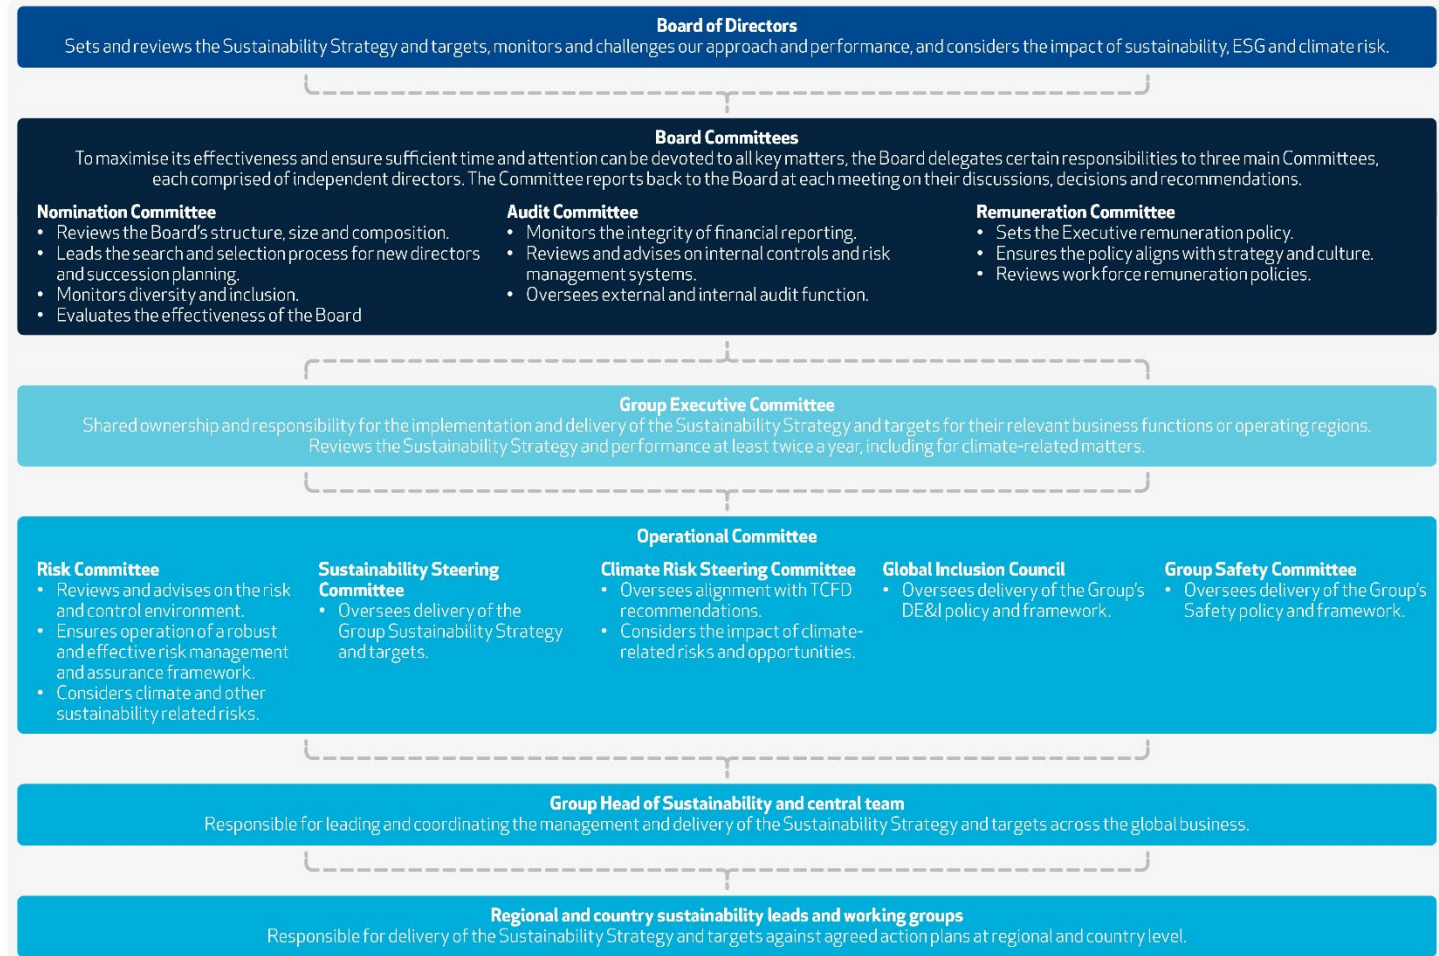 Board of Directors
Sets and reviews the Sustainability Strategy and targets, monitors and challenges our approach and performance, and considers the impact of sustainability, ESG and climate risk.
Board Committees
To maximise its effectiveness and ensure sufficient time and attention can be devoted to all key matters, the Board delegates certain responsibilities to three main Committees,
each comprised of independent directors. The Committee reports back to the Board at each meeting on their discussions, decisions and recommendations.
Nomination Committee
• Reviews the Board's structure, size and composition.
• Leads the search and selection process for new directors
and succession planning.
• Monitors diversity and inclusion.
• Evaluates the effectiveness of the Board
Audit Committee
• Monitors the integrity of financial reporting.
• Reviews and advises on internal controls and risk
management systems.
• Oversees external and internal audit function.
Remuneration Committee
• Sets the Executive remuneration policy.
• Ensures the policy aligns with strategy and culture.
• Reviews workforce remuneration policies.
Group Executive Committee
Shared ownership and responsibility for the implementation and delivery of the Sustainability Strategy and targets for their relevant business functions or operating regions.
Reviews the Sustainability Strategy and performance at least twice a year, including for climate-related matters.
Operational Committee
Risk Committee
• Reviews and advises on the risk
and control environment.
• Ensures operation of a robust
and effective risk management
and assurance framework.
• Considers climate and other
sustainability related risks.
Sustainability Steering
Committee
• Oversees delivery of the
Group Sustainability Strategy
and targets.
Climate Risk Steering Committee
• Oversees alignment with TCFD
recommendations.
• Considers the impact of climate-
related risks and opportunities.
Global Inclusion Council
• Oversees delivery of the Group's
DE&I policy and framework.
Group Safety Committee
• Oversees delivery of the Group's
Safety policy and framework.
Group Head of Sustainability and central team
Responsible for leading and coordinating the management and delivery of the Sustainability Strategy and targets across the global business.
Regional and country sustainability leads and working groups
Responsible for delivery of the Sustainability Strategy and targets against agreed action plans at regional and country level.